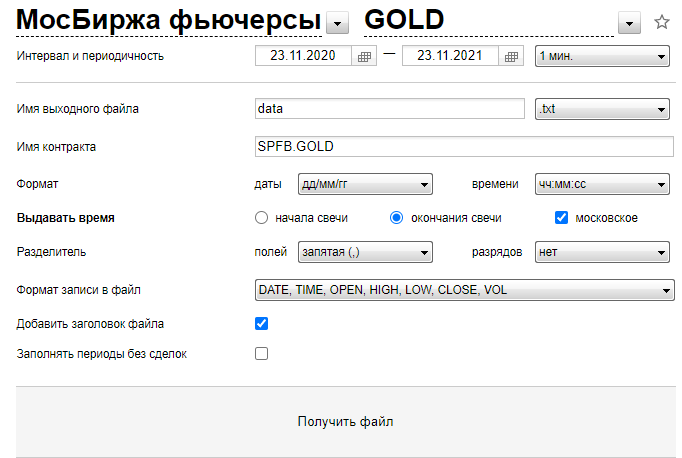 МосБиржа фьючерсы GOLD
Интервал и периодичность 23.11.2020 — 23.11.2021 1 мин.
Имя выходного файла data .txt
Имя контракта SPFB.GOLD
Формат даты дд/мм/гг времени чч:мм:сс
Выдавать время начала свечи окончания свечи московское
Разделитель полей запятая (,) разрядов нет
Формат записи в файл DATE, TIME, OPEN, HIGH, LOW, CLOSE, VOL
Добавить заголовок файла
Заполнять периоды без сделок
Получить файл